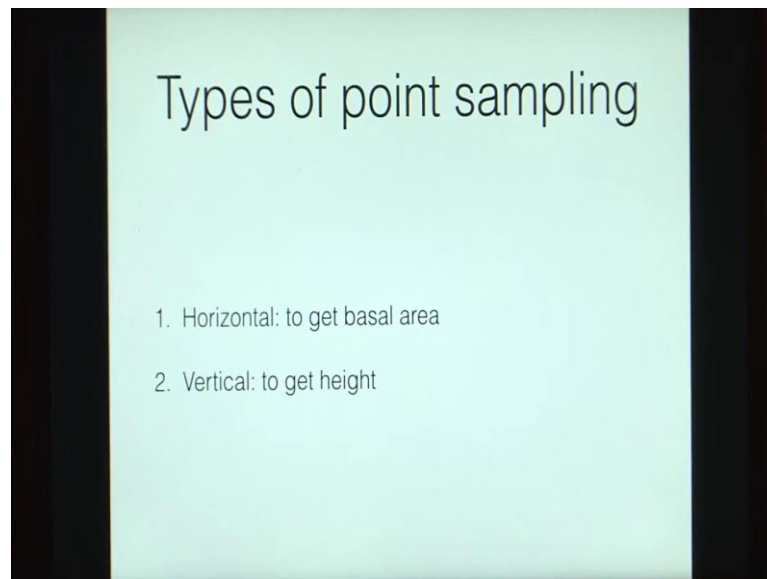 Types of point sampling
1. Horizontal: to get basal area
2. Vertical: to get height